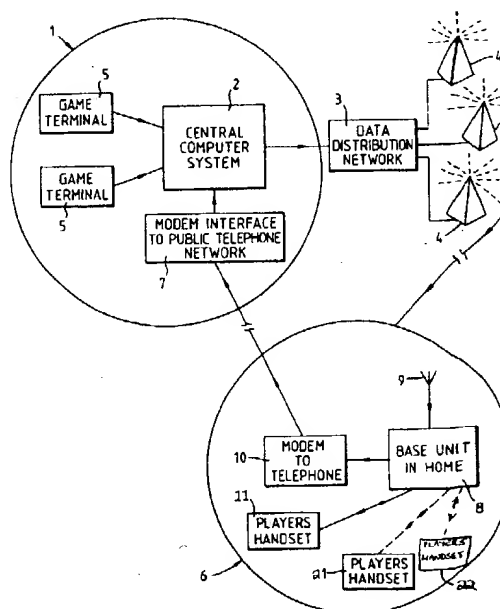 1
5
GAME
TERMINAL
GAME
TERMINAL
5
2
CENTRAL
COMPUTER
SYSTEM
MODEM INTERFACE
TO PUBLIC TELEPHONE
NETWORK
7
3
DATA
DISTRIBUTION
NETWORK
4
4
4
9
10
MODEM
TO
TELEPHONE
BASE UNIT
IN HOME
8
11
PLAYERS
HANDSET
6
21
PLAYERS
HANDSET
PLAYERS'
HANDSET
22